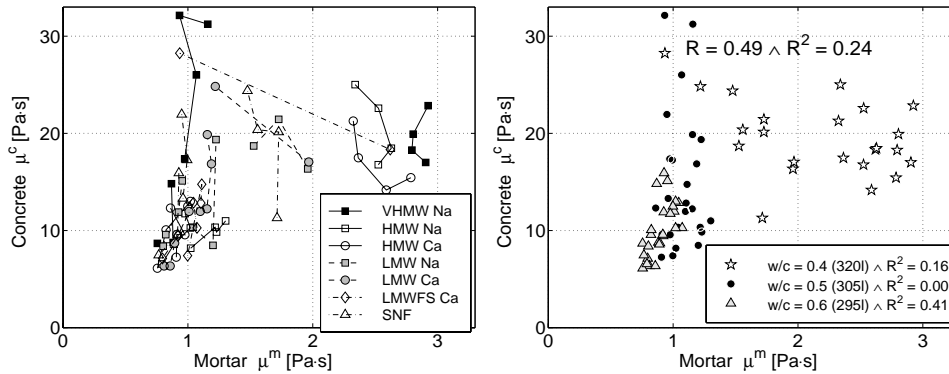 30
20
10
0
0
1
2
3
Concrete μ^c [Pa·s]
Mortar μ^m [Pa·s]
VHMW Na
HMW Na
HMW Ca
LMW Na
LMW Ca
LMWFS Ca
SNF
30
20
10
0
0
1
2
3
Concrete μ^c [Pa·s]
Mortar μ^m [Pa·s]
R = 0.49 ∧ R² = 0.24
w/c = 0.4 (320l) ∧ R² = 0.16
w/c = 0.5 (305l) ∧ R² = 0.00
w/c = 0.6 (295l) ∧ R² = 0.41